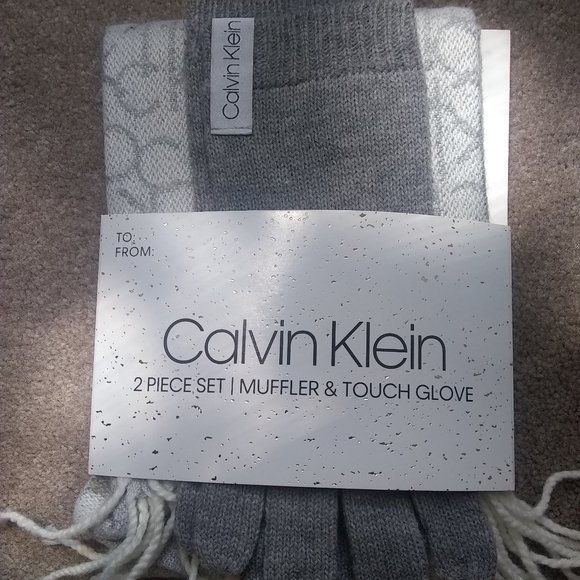 Calvin Klein
TO:
FROM:
Calvin Klein
2 PIECE SET | MUFFLER & TOUCH GLOVE